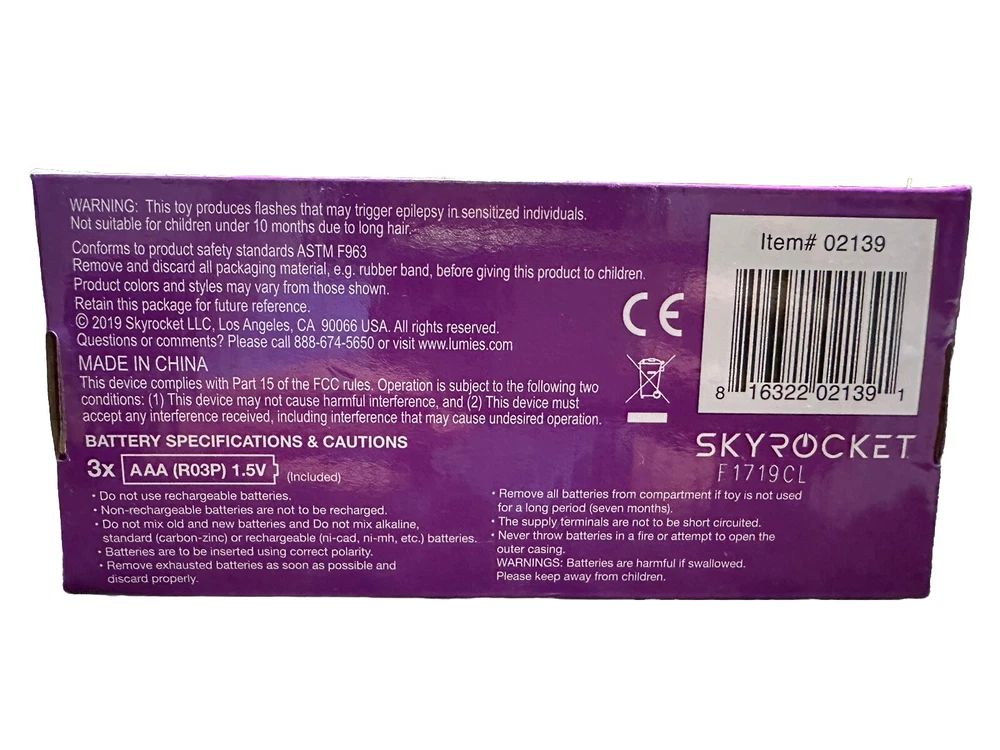 WARNING: This toy produces flashes that may trigger epilepsy in sensitized individuals.
Not suitable for children under 10 months due to long hair.
Conforms to product safety standards ASTM F963
Remove and discard all packaging material, e.g. rubber band, before giving this product to children.
Product colors and styles may vary from those shown.
Retain this package for future reference.
© 2019 Skyrocket LLC, Los Angeles, CA 90066 USA. All rights reserved.
Questions or comments? Please call 888-674-5650 or visit www.lumies.com
MADE IN CHINA
This device complies with Part 15 of the FCC rules. Operation is subject to the following two
conditions: (1) This device may not cause harmful interference, and (2) This device must
accept any interference received, including interference that may cause undesired operation.
CE
Item# 02139
8 16322 02139 1
SKYROCKET
F1719CL
BATTERY SPECIFICATIONS & CAUTIONS
3x AAA (R03P) 1.5V (Included)
• Do not use rechargeable batteries.
• Non-rechargeable batteries are not to be recharged.
• Do not mix old and new batteries and Do not mix alkaline,
standard (carbon-zinc) or rechargeable (ni-cad, ni-mh, etc.) batteries.
• Batteries are to be inserted using correct polarity.
• Remove exhausted batteries as soon as possible and
discard properly.
• Remove all batteries from compartment if toy is not used
for a long period (seven months).
• The supply terminals are not to be short circuited.
• Never throw batteries in a fire or attempt to open the
outer casing.
WARNINGS: Batteries are harmful if swallowed.
Please keep away from children.